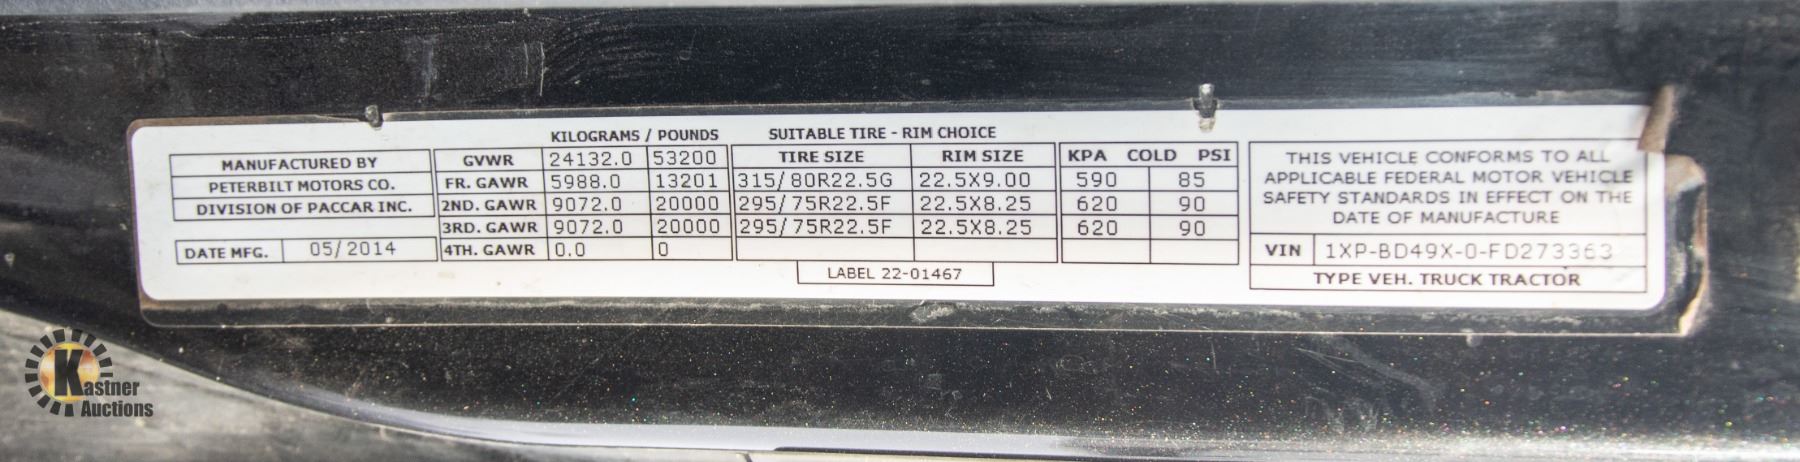 KILOGRAMS / POUNDS SUITABLE TIRE - RIM CHOICE
MANUFACTURED BY
PETERBILT MOTORS CO.
DIVISION OF PACCAR INC.
DATE MFG. 05/2014
GVWR 24132.0 53200 TIRE SIZE RIM SIZE KPA COLD PSI
FR. GAWR 5988.0 13201 315/80R22.5G 22.5X9.00 590 85
2ND. GAWR 9072.0 20000 295/75R22.5F 22.5X8.25 620 90
3RD. GAWR 9072.0 20000 295/75R22.5F 22.5X8.25 620 90
4TH. GAWR 0.0 0
LABEL 22-01467
THIS VEHICLE CONFORMS TO ALL
APPLICABLE FEDERAL MOTOR VEHICLE
SAFETY STANDARDS IN EFFECT ON THE
DATE OF MANUFACTURE
VIN 1XP-BD49X-0-FD273363
TYPE VEH. TRUCK TRACTOR
Kastner
Auctions